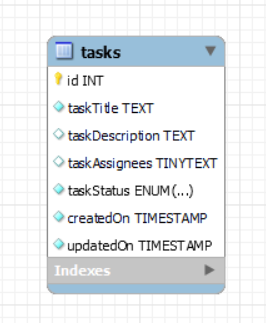 tasks
id INT
taskTitle TEXT
taskDescription TEXT
taskAssignees TINYTEXT
taskStatus ENUM(...)
createdOn TIMESTAMP
updatedOn TIMESTAMP
Indexes